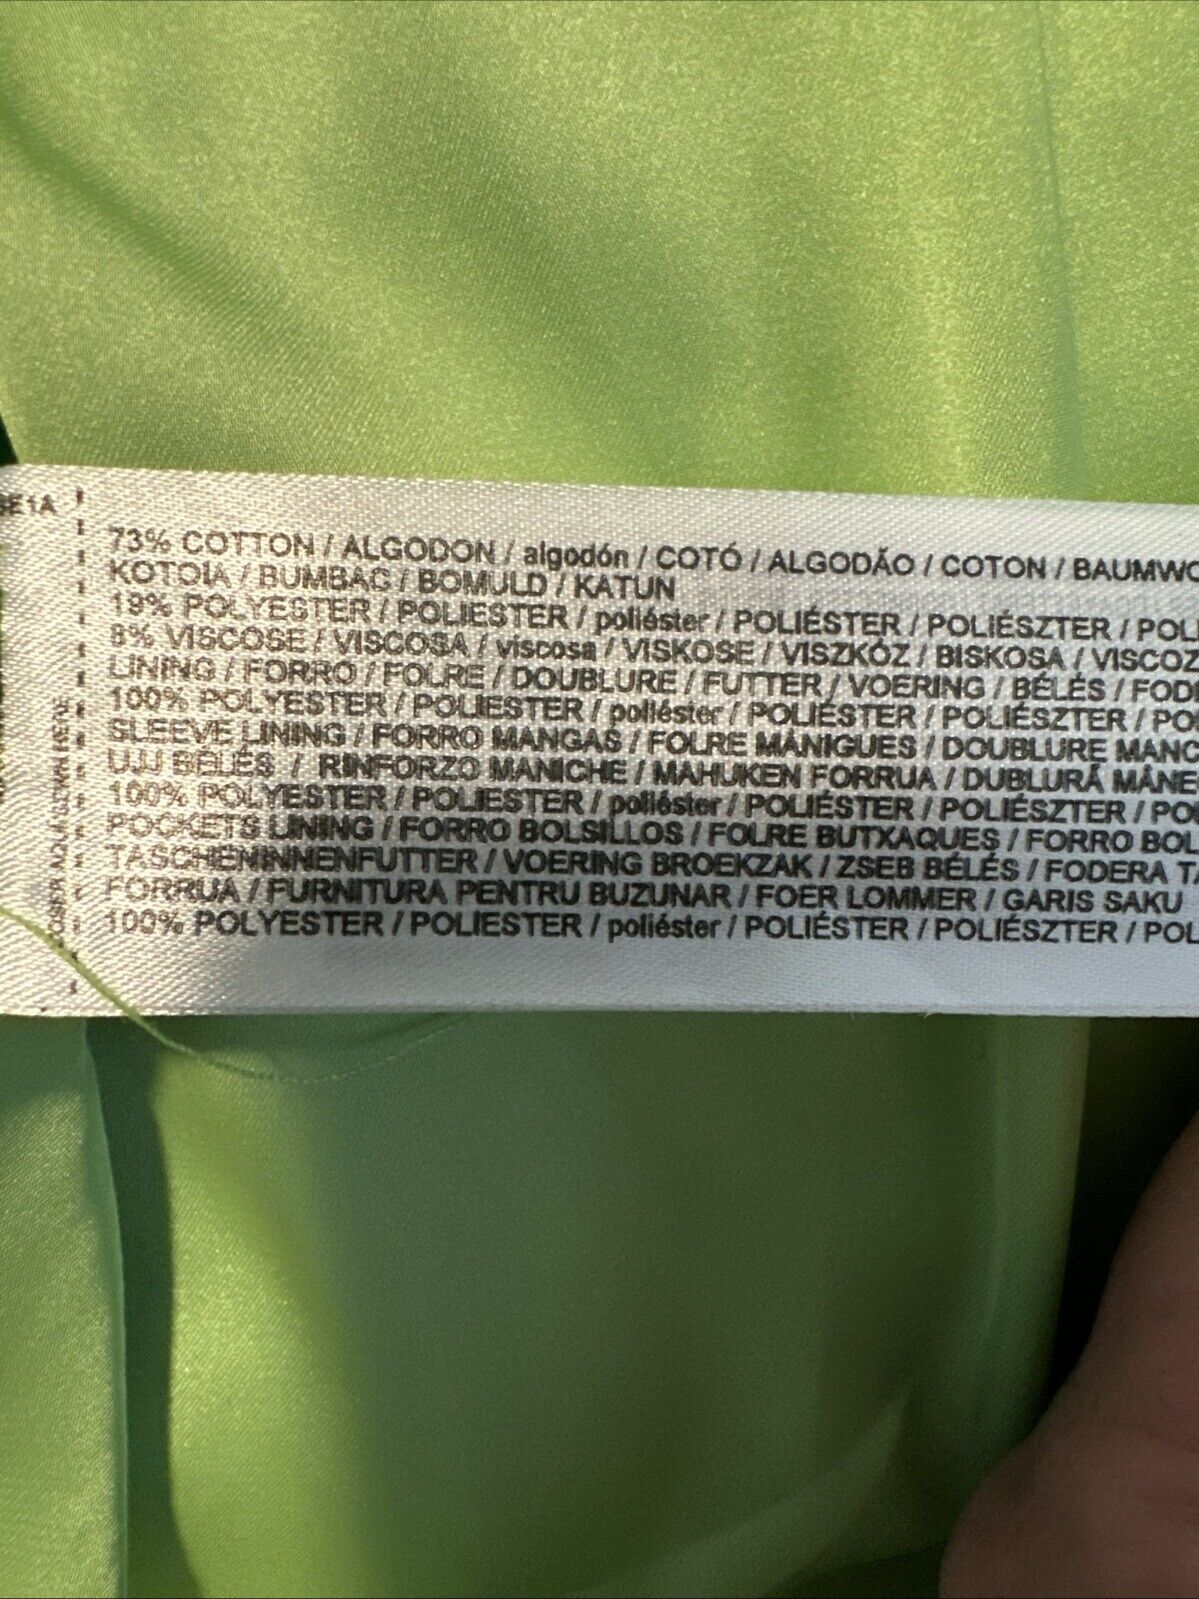 73% COTTON / ALGODON / algodón / COTÓ / ALGODÃO / COTON / BAUMWO
KOTOIA / BUMBAC / BOMULD / KATUN
19% POLYESTER / POLIESTER / poliéster / POLIÉSTER / POLIÉSZTER / POLI
8% VISCOSE / VISCOSA / viscosa / VISKOSE / VISZKÓZ / BISKOSA / VISCOZ
LINING / FORRO / FOLRE / DOUBLURE / FUTTER / VOERING / BÉLÉS / FOD
100% POLYESTER / POLIESTER / poliéster / POLIÉSTER / POLIÉSZTER / PO
SLEEVE LINING / FORRO MANGAS / FOLRE MÀNIGUES / DOUBLURE MANC
UJJ BÉLÉS / RINFORZO MANICHE / MAHUKEN FORRUA / DUBLURĂ MÂNE
100% POLYESTER / POLIESTER / poliéster / POLIÉSTER / POLIÉSZTER / PO
POCKETS LINING / FORRO BOLSILLOS / FOLRE BUTXAQUES / FORRO BOL
TASCHENINNENFUTTER / VOERING BROEKZAK / ZSEB BÉLÉS / FODERA TA
FORRUA / FURNITURA PENTRU BUZUNAR / FOER LOMMER / GARIS SAKU
100% POLYESTER / POLIESTER / poliéster / POLIÉSTER / POLIÉSZTER / POL